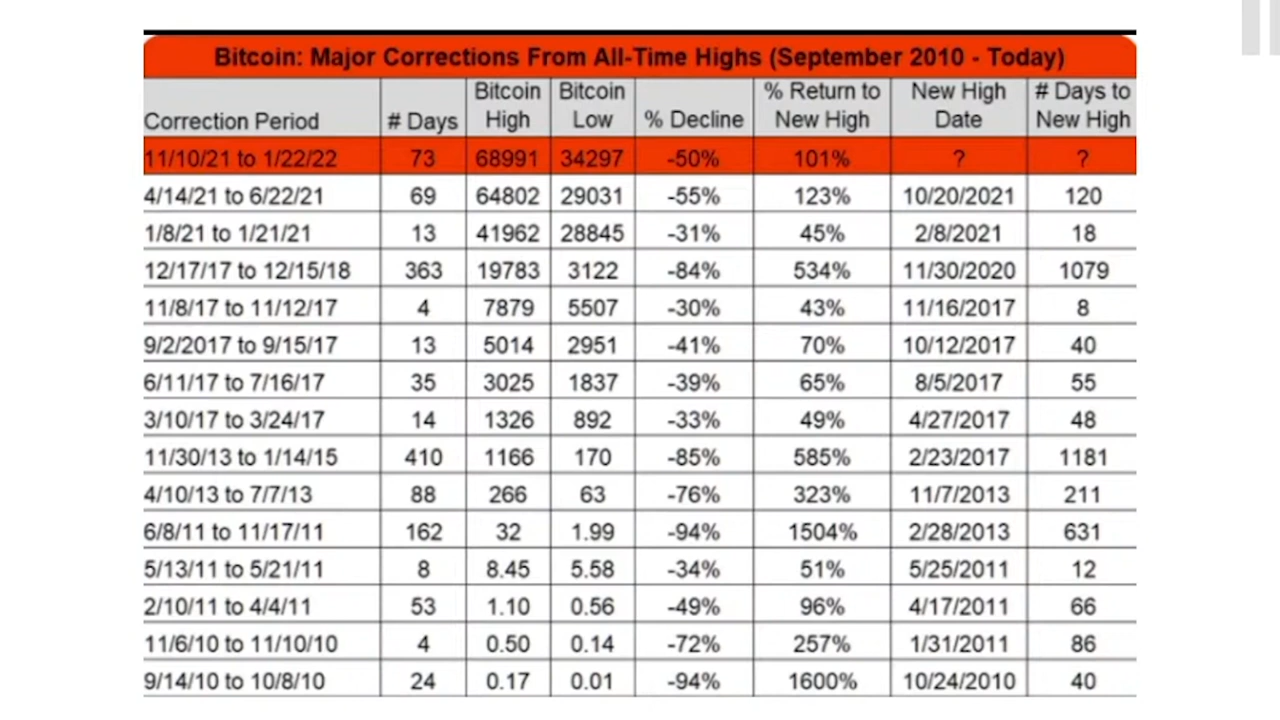 Bitcoin: Major Corrections From All-Time Highs (September 2010 - Today)
Correction Period # Days Bitcoin High Bitcoin Low % Decline % Return to New High New High Date # Days to New High
11/10/21 to 1/22/22 73 68991 34297 -50% 101% ? ?
4/14/21 to 6/22/21 69 64802 29031 -55% 123% 10/20/2021 120
1/8/21 to 1/21/21 13 41962 28845 -31% 45% 2/8/2021 18
12/17/17 to 12/15/18 363 19783 3122 -84% 534% 11/30/2020 1079
11/8/17 to 11/12/17 4 7879 5507 -30% 43% 11/16/2017 8
9/2/2017 to 9/15/17 13 5014 2951 -41% 70% 10/12/2017 40
6/11/17 to 7/16/17 35 3025 1837 -39% 65% 8/5/2017 55
3/10/17 to 3/24/17 14 1326 892 -33% 49% 4/27/2017 48
11/30/13 to 1/14/15 410 1166 170 -85% 585% 2/23/2017 1181
4/10/13 to 7/7/13 88 266 63 -76% 323% 11/7/2013 211
6/8/11 to 11/17/11 162 32 1.99 -94% 1504% 2/28/2013 631
5/13/11 to 5/21/11 8 8.45 5.58 -34% 51% 5/25/2011 12
2/10/11 to 4/4/11 53 1.10 0.56 -49% 96% 4/17/2011 66
11/6/10 to 11/10/10 4 0.50 0.14 -72% 257% 1/31/2011 86
9/14/10 to 10/8/10 24 0.17 0.01 -94% 1600% 10/24/2010 40